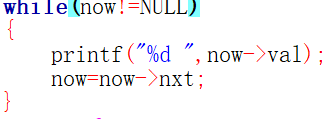 while(now!=NULL)
{
    printf("%d ",now->val);
    now=now->nxt;
}